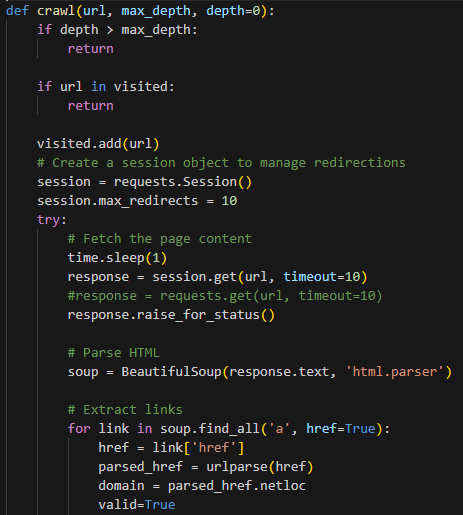 def crawl(url, max_depth, depth=0):
    if depth > max_depth:
        return

    if url in visited:
        return

    visited.add(url)
    # Create a session object to manage redirections
    session = requests.Session()
    session.max_redirects = 10
    try:
        # Fetch the page content
        time.sleep(1)
        response = session.get(url, timeout=10)
        #response = requests.get(url, timeout=10)
        response.raise_for_status()

        # Parse HTML
        soup = BeautifulSoup(response.text, 'html.parser')

        # Extract links
        for link in soup.find_all('a', href=True):
            href = link['href']
            parsed_href = urlparse(href)
            domain = parsed_href.netloc
            valid=True